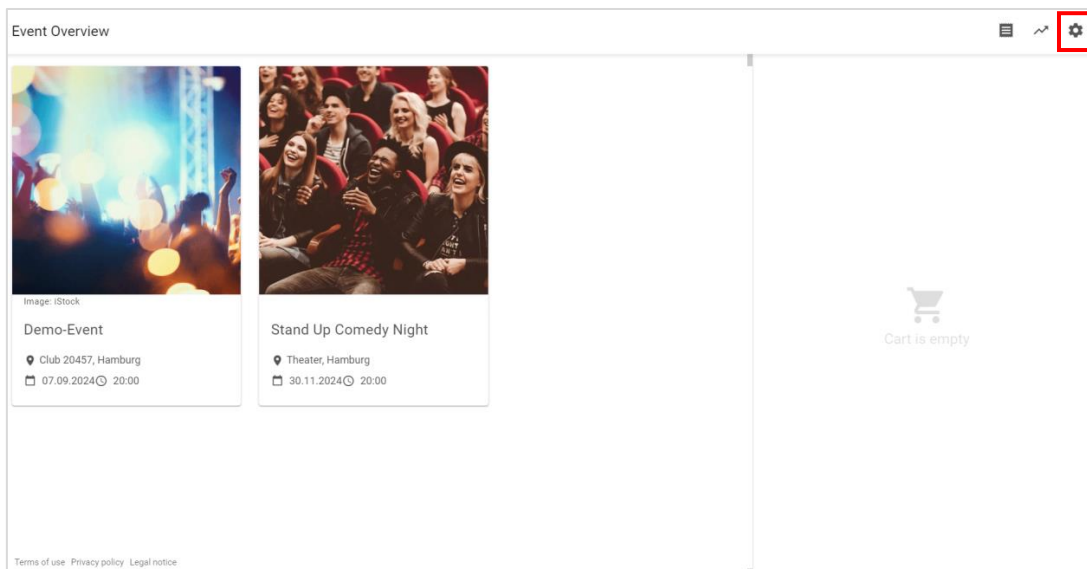 Event Overview
Image: iStock
Demo-Event
Club 20457, Hamburg
07.09.2024 20:00
Stand Up Comedy Night
Theater, Hamburg
30.11.2024 20:00
Cart is empty
Terms of use Privacy policy Legal notice